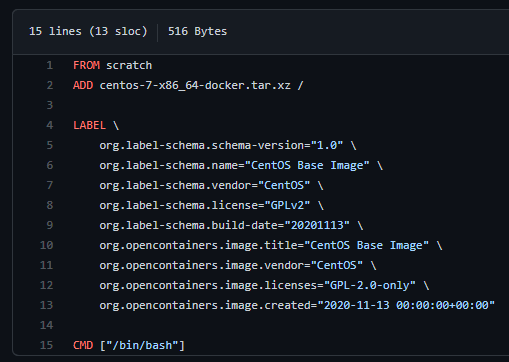 15 lines (13 sloc) 516 Bytes
1 FROM scratch
2 ADD centos-7-x86_64-docker.tar.xz /
3
4 LABEL \
5 org.label-schema.schema-version="1.0" \
6 org.label-schema.name="CentOS Base Image" \
7 org.label-schema.vendor="CentOS" \
8 org.label-schema.license="GPLv2" \
9 org.label-schema.build-date="20201113" \
10 org.opencontainers.image.title="CentOS Base Image" \
11 org.opencontainers.image.vendor="CentOS" \
12 org.opencontainers.image.licenses="GPL-2.0-only" \
13 org.opencontainers.image.created="2020-11-13 00:00:00+00:00"
14
15 CMD ["/bin/bash"]